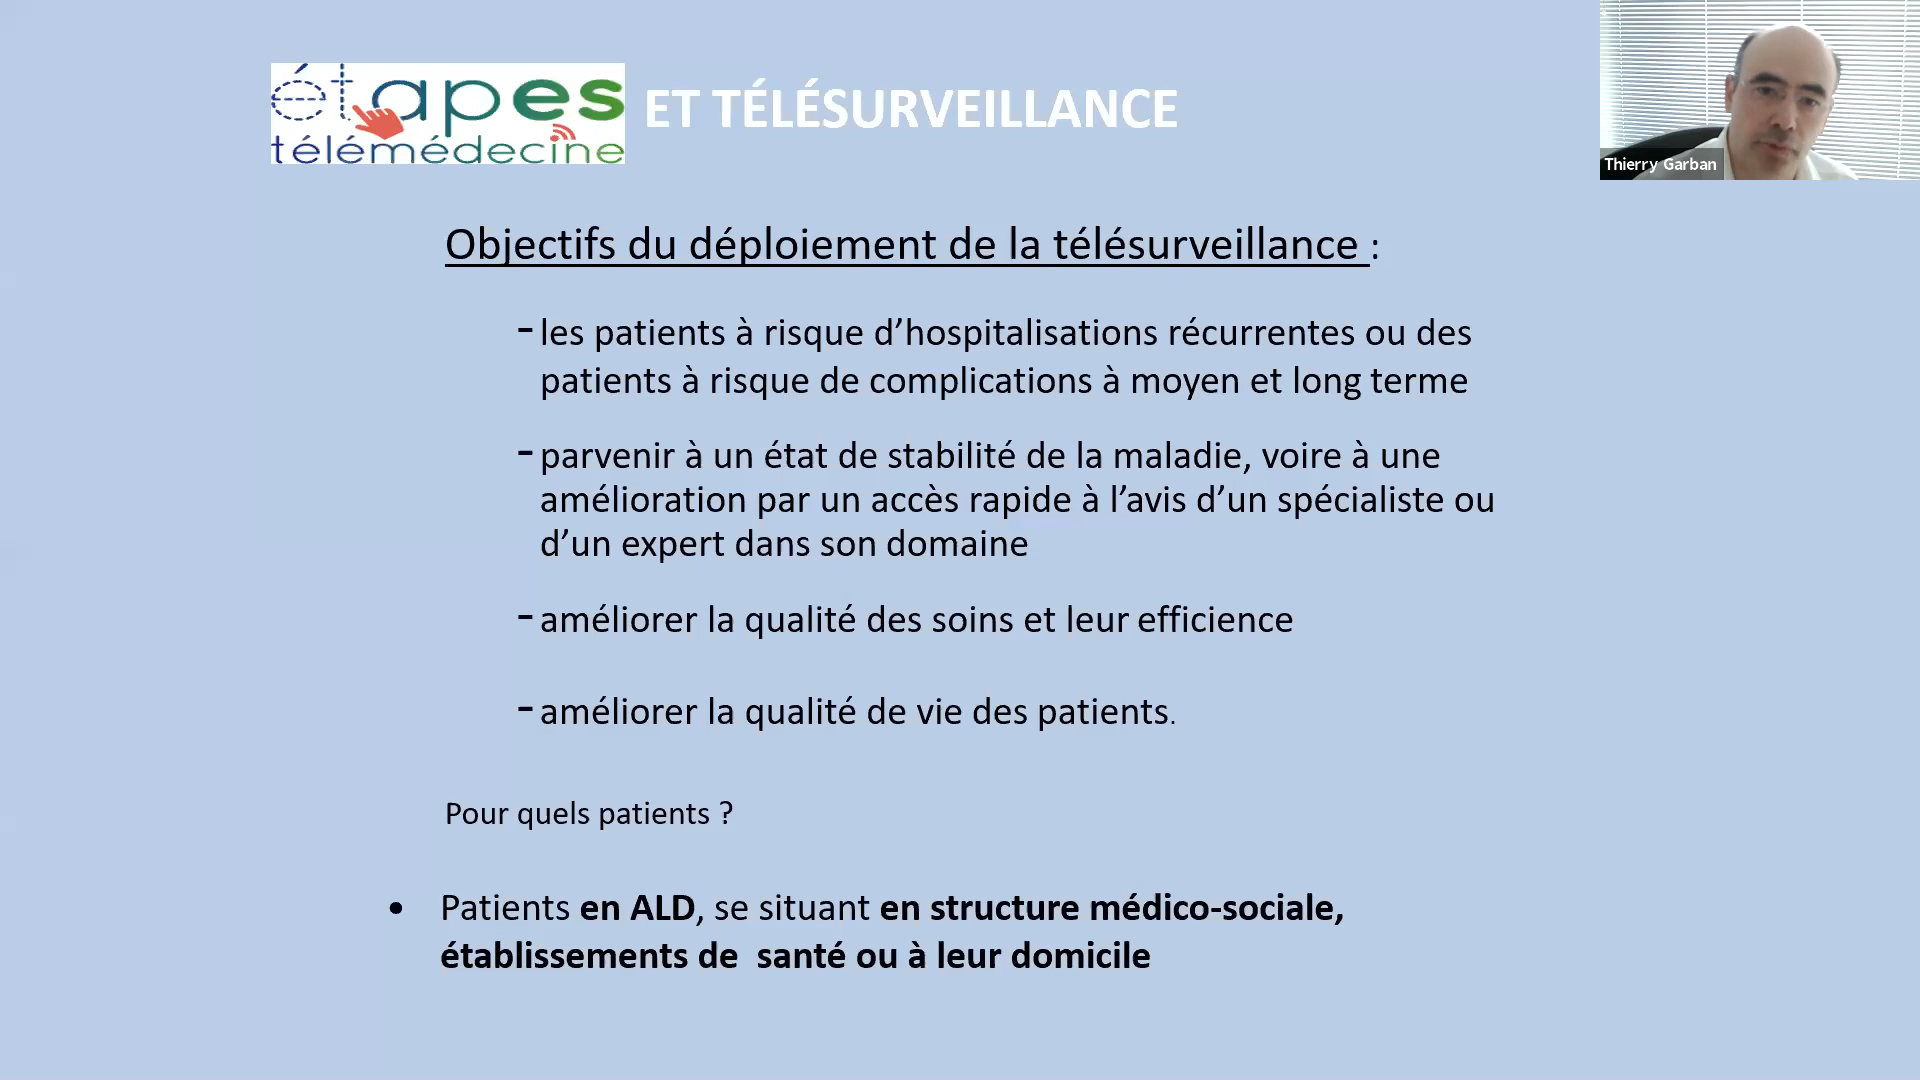 étapes
télémédecine
ET TÉLÉSURVEILLANCE
Thierry Garban
Objectifs du déploiement de la télésurveillance :
- les patients à risque d’hospitalisations récurrentes ou des
patients à risque de complications à moyen et long terme
- parvenir à un état de stabilité de la maladie, voire à une
amélioration par un accès rapide à l’avis d’un spécialiste ou
d’un expert dans son domaine
- améliorer la qualité des soins et leur efficience
- améliorer la qualité de vie des patients.
Pour quels patients ?
• Patients en ALD, se situant en structure médico-sociale,
établissements de santé ou à leur domicile